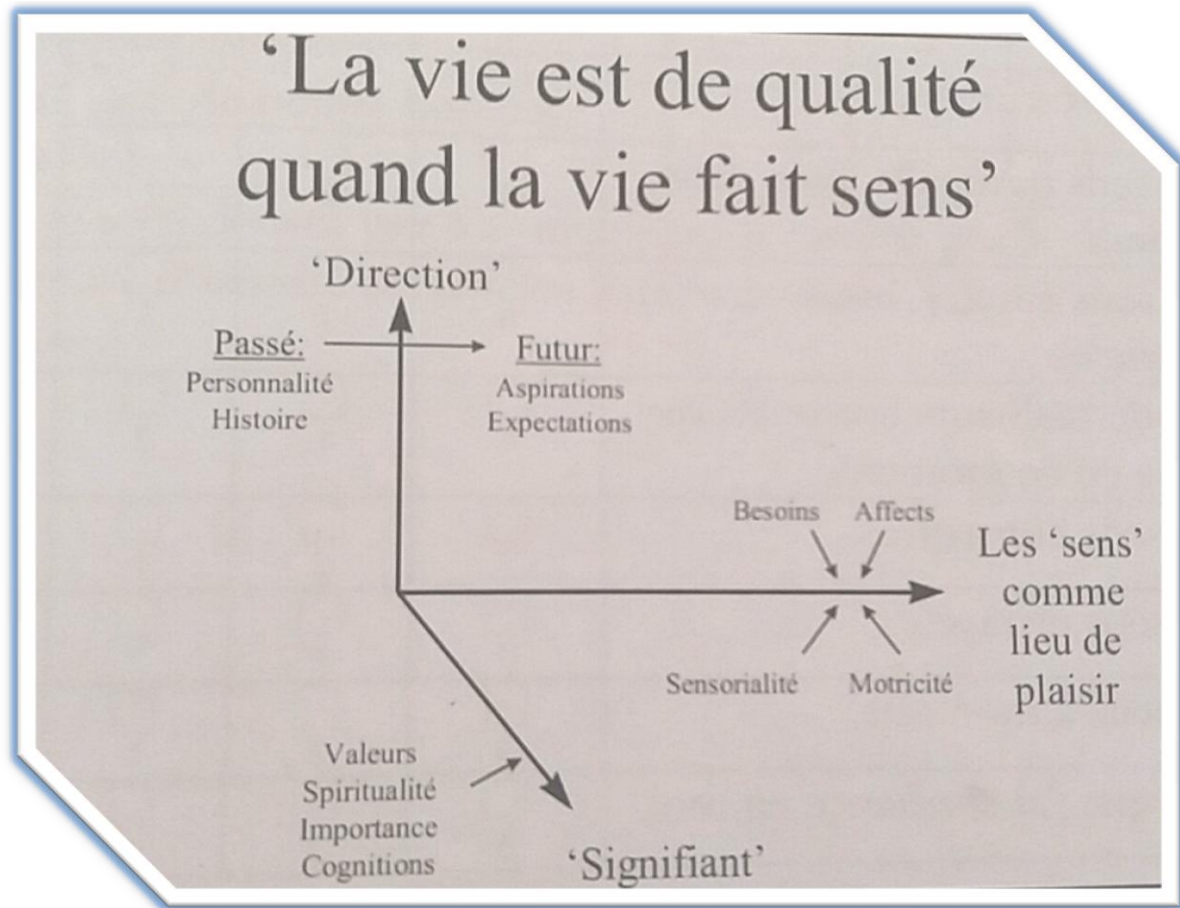 ‘La vie est de qualité
quand la vie fait sens’
‘Direction’
Passé:
Personnalité
Histoire
Futur:
Aspirations
Expectations
Besoins
Affects
Les ‘sens’
comme
lieu de
plaisir
Sensorialité
Motricité
Valeurs
Spiritualité
Importance
Cognitions
‘Signifiant’